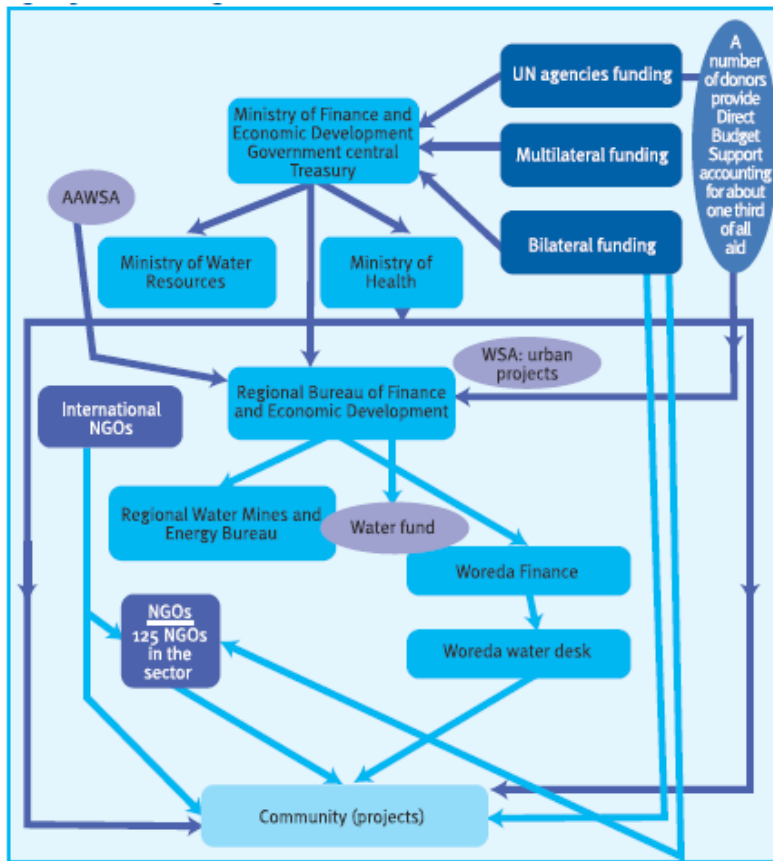 UN agencies funding
A
number
of donors
provide
Direct
Budget
Support
accounting
for about
one third
of all
aid
Ministry of Finance and
Economic Development
Government central
Treasury
Multilateral funding
AAWSA
Bilateral funding
Ministry of Water
Resources
Ministry of
Health
WSA: urban
projects
Regional Bureau of Finance
and Economic Development
International
NGOs
Regional Water Mines and
Energy Bureau
Water fund
Woreda Finance
NGOs
125 NGOs
in the
sector
Woreda water desk
Community (projects)